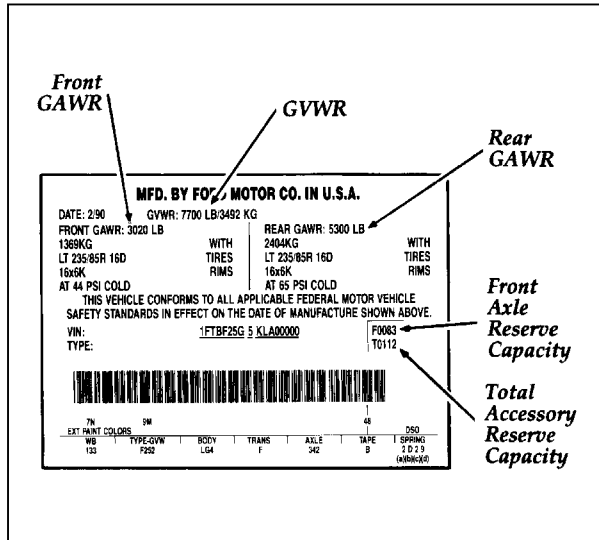 Front
GAWR
GVWR
Rear
GAWR
MFD. BY FORD MOTOR CO. IN U.S.A.
DATE: 2/90 GVWR: 7700 LB/3492 KG
FRONT GAWR: 3020 LB REAR GAWR: 5300 LB
1369KG WITH 2404KG WITH
LT 235/85R 16D TIRES LT 235/85R 16D TIRES
16x6K RIMS 16x6K RIMS
AT 44 PSI COLD AT 65 PSI COLD
THIS VEHICLE CONFORMS TO ALL APPLICABLE FEDERAL MOTOR VEHICLE
SAFETY STANDARDS IN EFFECT ON THE DATE OF MANUFACTURE SHOWN ABOVE.
VIN: 1FTBF25G 5 KLA00000 F0083
TYPE: T0112
Front
Axle
Reserve
Capacity
Total
Accessory
Reserve
Capacity
7N 9M 48
EXT PAINT COLORS DSO
WB TYPE-GVW BODY TRANS AXLE TAPE SPRING
133 F252 LG4 F 342 B 2 D 2 9
(a)(b)(c)(d)